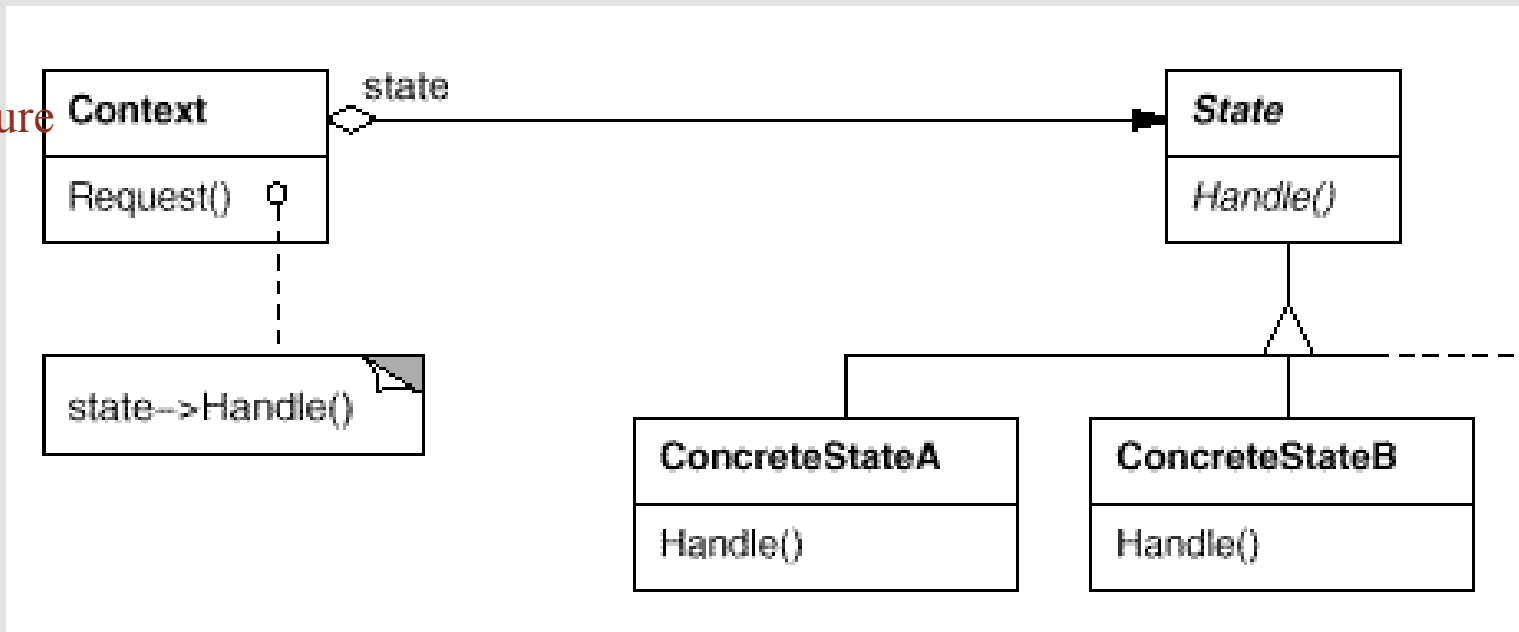 state
ure
Context
State
Request()
Handle()
state->Handle()
ConcreteStateA
ConcreteStateB
Handle()
Handle()